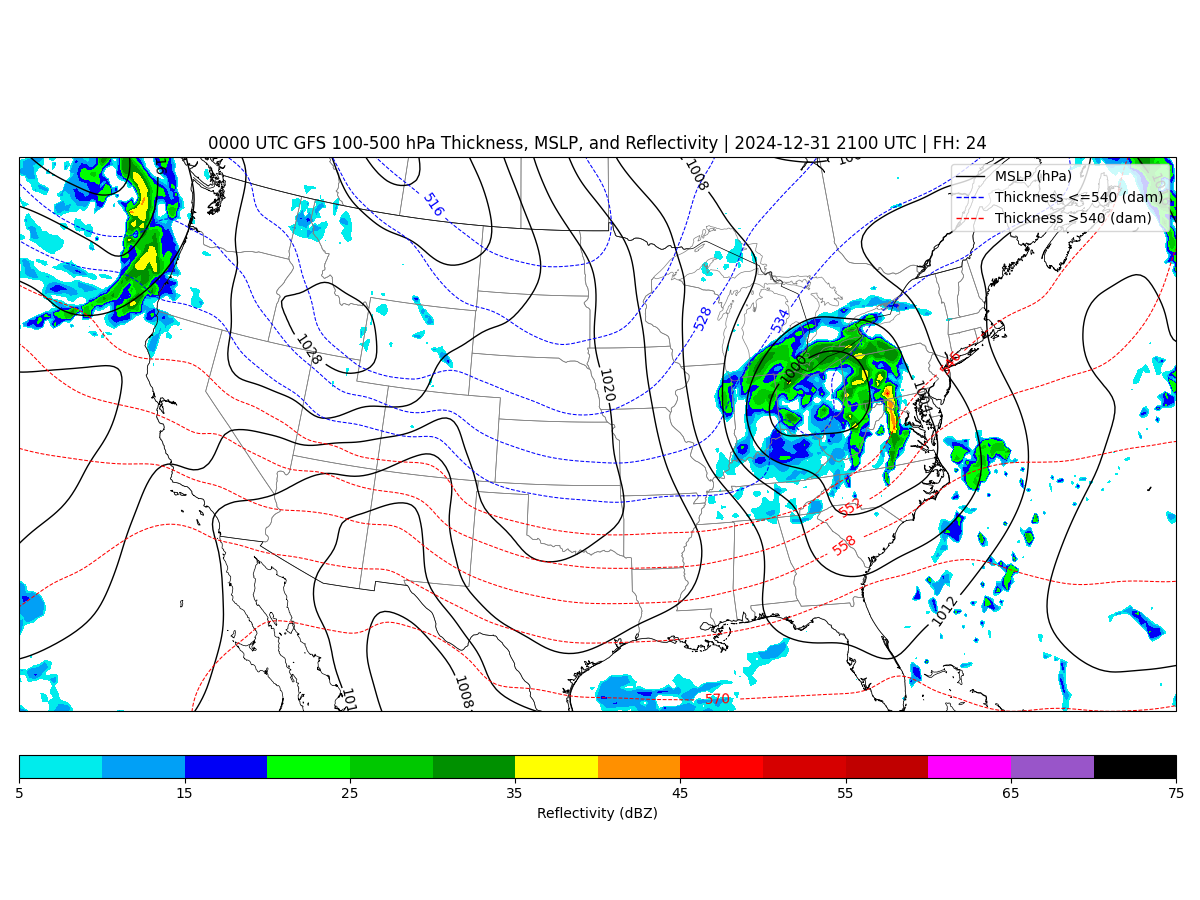 0000 UTC GFS 100-500 hPa Thickness, MSLP, and Reflectivity | 2024-12-31 2100 UTC | FH: 24
MSLP (hPa)
Thickness <=540 (dam)
Thickness >540 (dam)
1008
516
528
534
1028
1020
1000
1004
546
552
558
1012
1008
570
5 15 25 35 45 55 65 75
Reflectivity (dBZ)